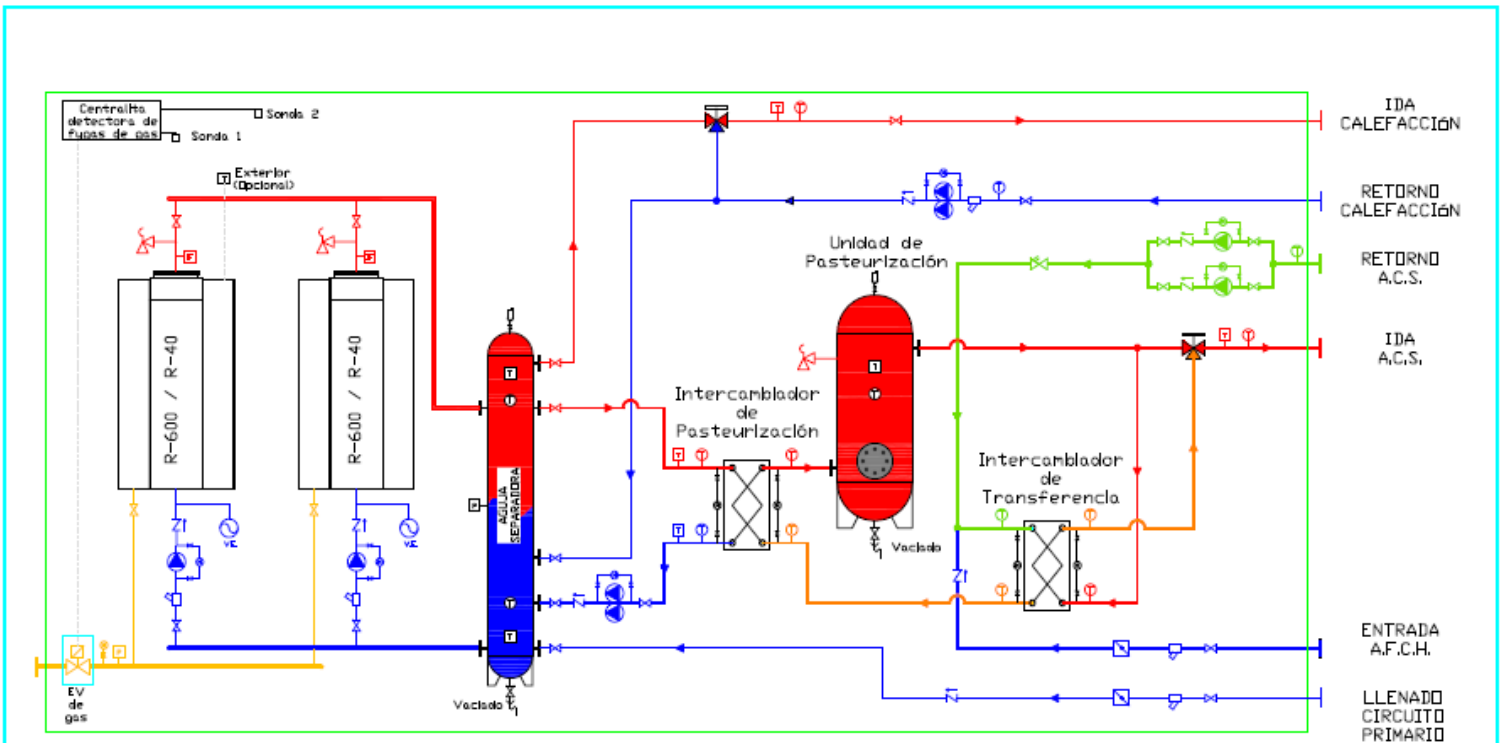 Centralita
detectora de
fugas de gas
Sonda 2
Sonda 1
T Exterior
(Opcional)
IDA
CALEFACCIÓN
RETORNO
CALEFACCIÓN
RETORNO
A.C.S.
IDA
A.C.S.
Unidad de
Pasteurización
R-600 / R-40
R-600 / R-40
Intercambiador
de
Pasteurización
AGUJA
SEPARADORA
Intercambiador
de
Transferencia
Vaciado
Vaciado
VE
VE
EV
de
gas
ENTRADA
A.F.C.H.
LLENADO
CIRCUITO
PRIMARIO